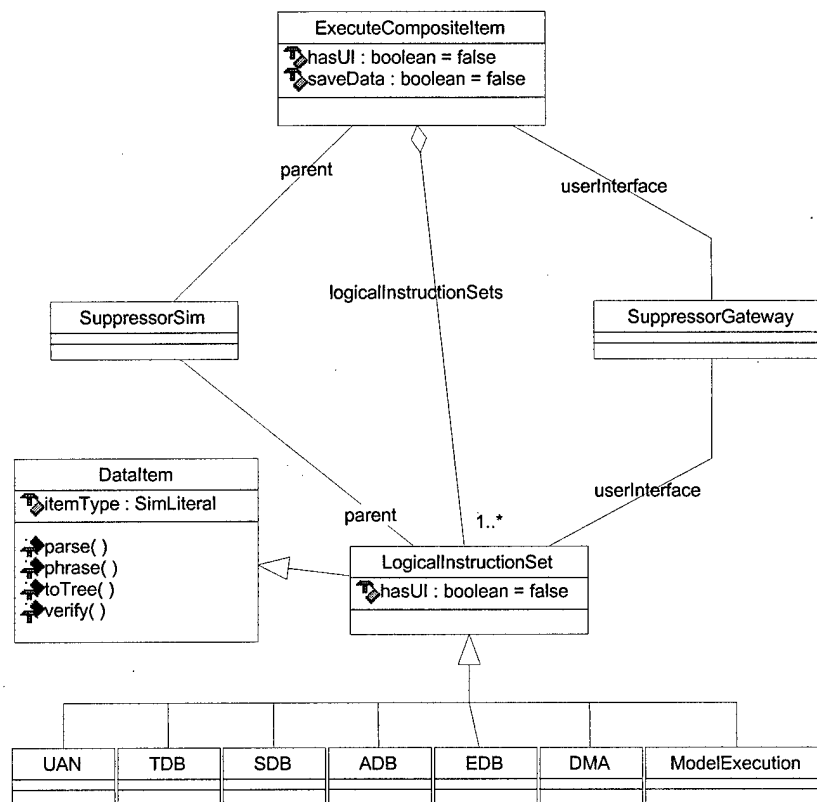 ExecuteCompositeItem
hasUI : boolean = false
saveData : boolean = false
parent
userInterface
logicalInstructionSets
SuppressorSim
SuppressorGateway
DataItem
itemType : SimLiteral
parse( )
phrase( )
toTree( )
verify( )
parent
1..*
userInterface
LogicalInstructionSet
hasUI : boolean = false
UAN
TDB
SDB
ADB
EDB
DMA
ModelExecution